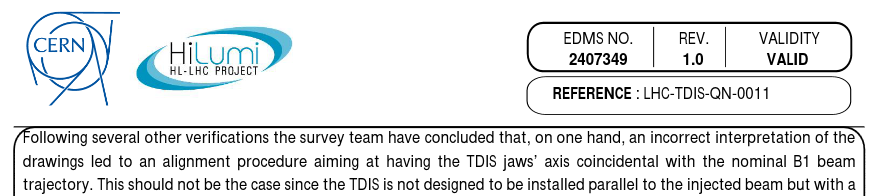 CERN
HiLumi
HL-LHC PROJECT
EDMS NO. REV. VALIDITY
2407349 1.0 VALID
REFERENCE : LHC-TDIS-QN-0011
Following several other verifications the survey team have concluded that, on one hand, an incorrect interpretation of the
drawings led to an alignment procedure aiming at having the TDIS jaws' axis coincidental with the nominal B1 beam
trajectory. This should not be the case since the TDIS is not designed to be installed parallel to the injected beam but with a